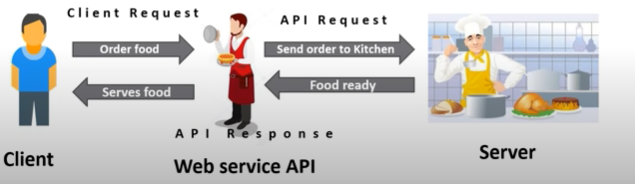 Client Request
API Request
Order food
Send order to Kitchen
Serves food
Food ready
API Response
Client
Web service API
Server